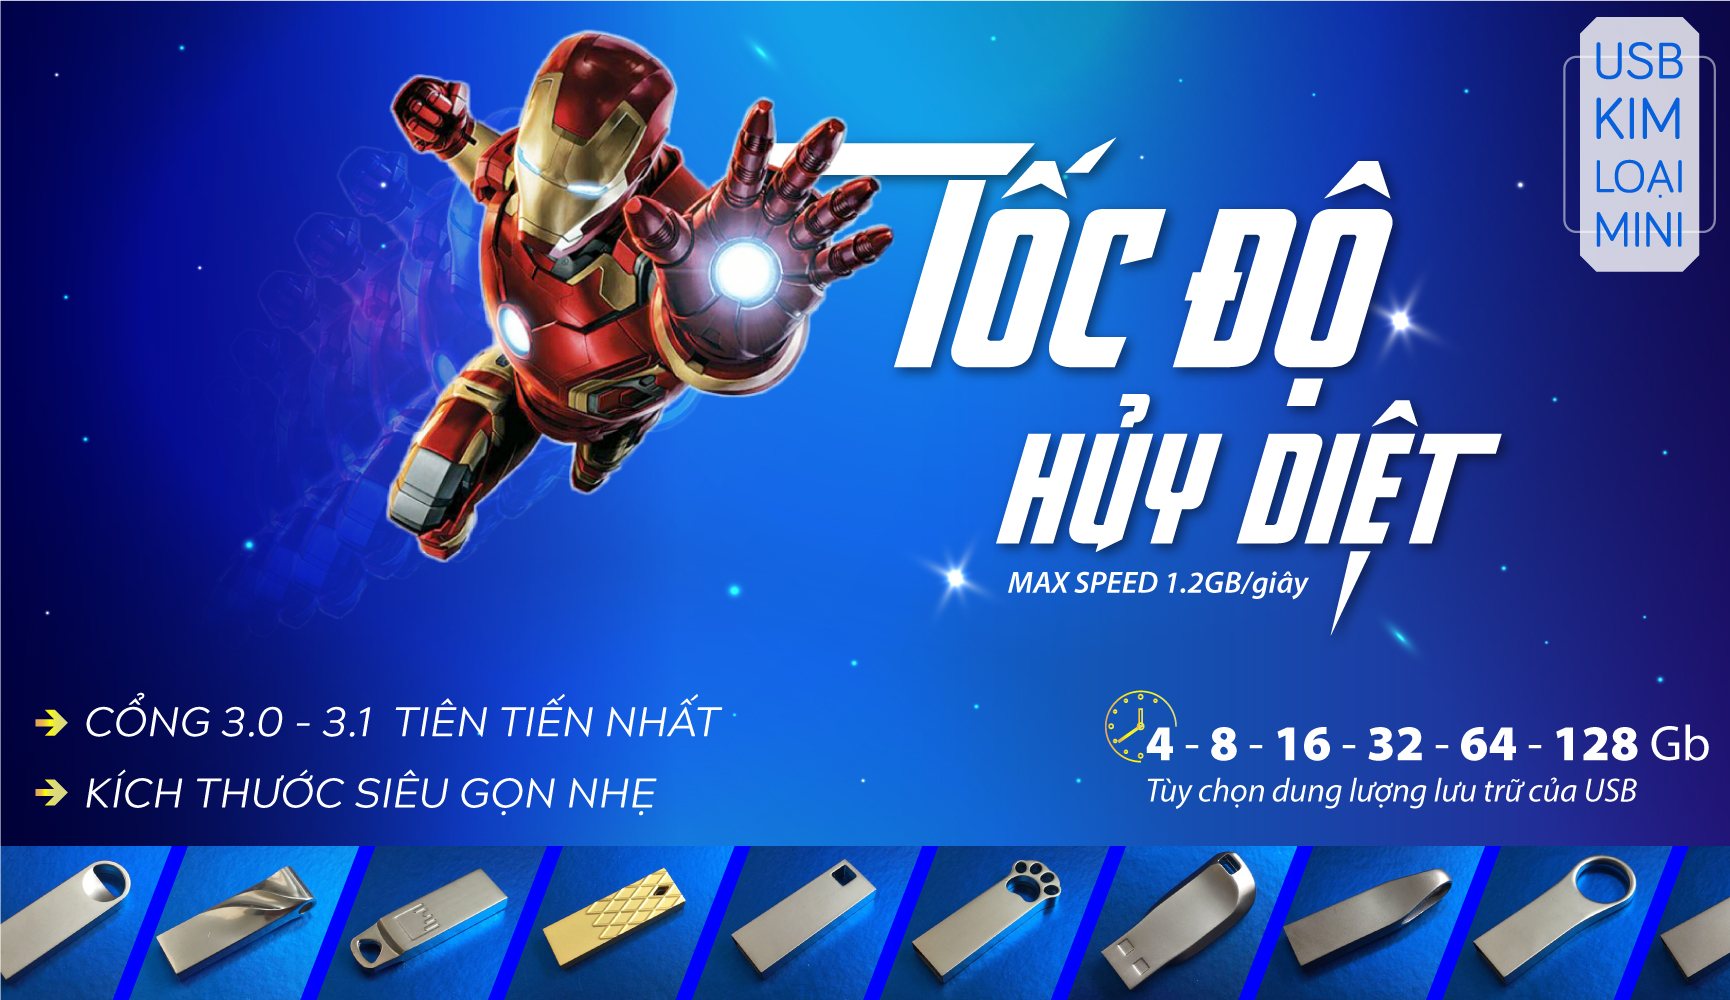 USB
KIM
LOẠI
MINI
TỐC ĐỘ
HỦY DIỆT
MAX SPEED 1.2GB/giây
CỔNG 3.0 - 3.1 TIÊN TIẾN NHẤT
KÍCH THƯỚC SIÊU GỌN NHẸ
4 - 8 - 16 - 32 - 64 - 128 Gb
Tùy chọn dung lượng lưu trữ của USB